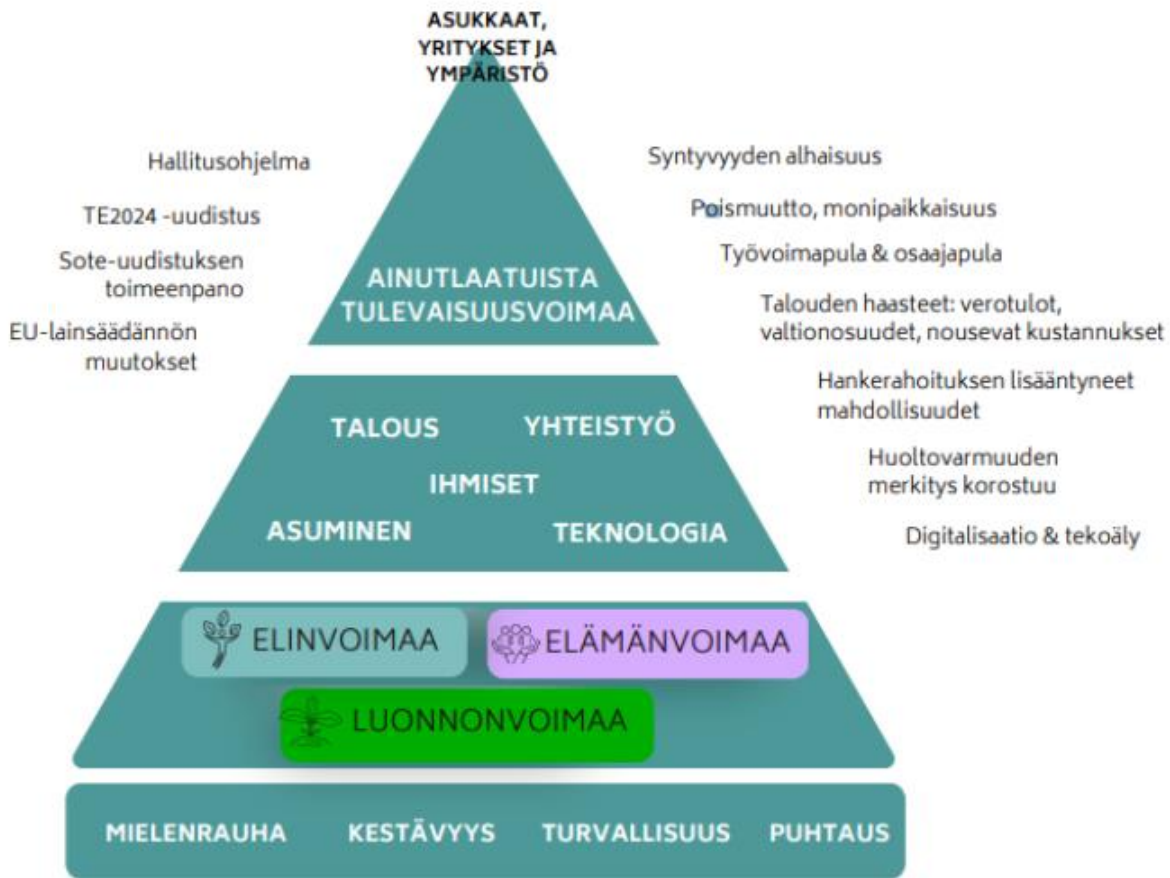 ASUKKAAT,
YRITYKSET JA
YMPÄRISTÖ
Hallitusohjelma
TE2024 -uudistus
Sote-uudistuksen
toimeenpano
EU-lainsäädännön
muutokset
Syntyvyyden alhaisuus
Poismuutto, monipaikkaisuus
Työvoimapula & osaajapula
Talouden haasteet: verotulot,
valtionosuudet, nousevat kustannukset
Hankerahoituksen lisääntyneet
mahdollisuudet
Huoltovarmuuden
merkitys korostuu
Digitalisaatio & tekoäly
AINUTLAATUISTA
TULEVAISUUSVOIMAA
TALOUS YHTEISTYÖ
IHMISET
ASUMINEN TEKNOLOGIA
ELINVOIMAA ELÄMÄNVOIMAA
LUONNONVOIMAA
MIELENRAUHA KESTÄVYYS TURVALLISUUS PUHTAUS